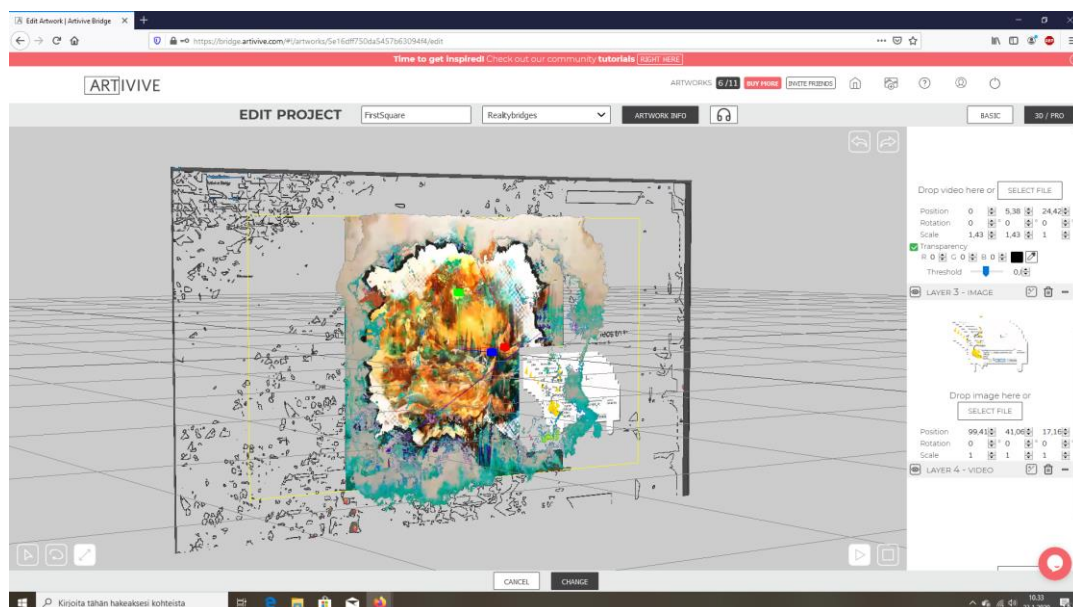 Edit Artwork | Artivive Bridge
https://bridge.artivive.com/#!/artworks/5e16dff750da5457b63094f4/edit
Time to get inspired! Check out our community tutorials RIGHT HERE
ARTIVIVE
ARTWORKS 6/11 BUY MORE INVITE FRIENDS
EDIT PROJECT FirstSquare Realtybridges ARTWORK INFO BASIC 3D / PRO
Drop video here or SELECT FILE
Position 0 5,38 24,42
Rotation 0 ° 0 ° 0
Scale 1,43 1,43 1
Transparency
R 0 G 0 B 0
Threshold 0,(
LAYER 3 - IMAGE
Drop image here or
SELECT FILE
Position 99,41 41,06 17,16
Rotation 0 ° 0 ° 0
Scale 1 1 1
LAYER 4 - VIDEO
CANCEL CHANGE
Kirjoita tähän hakeaksesi kohteista
10.33